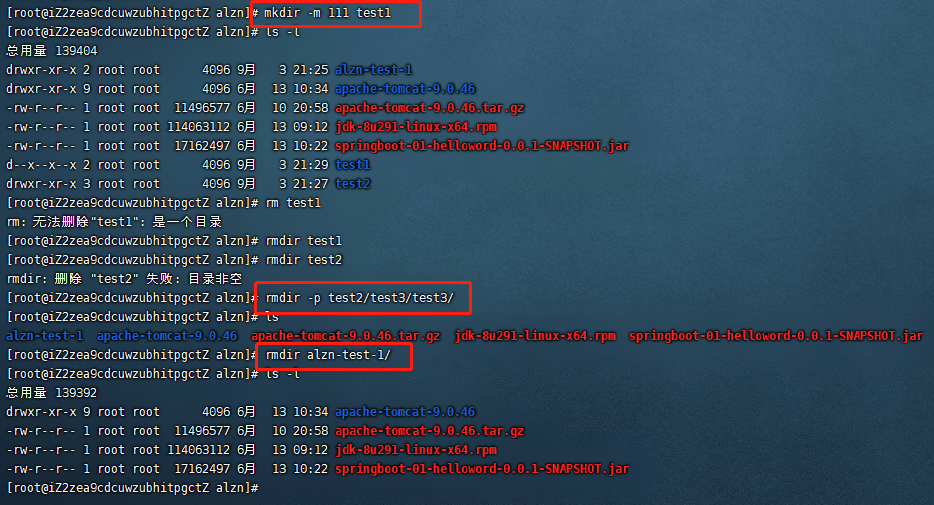 [root@iZ2zea9cdcuwzubhitpgctZ alzn]# mkdir -m 111 test1
[root@iZ2zea9cdcuwzubhitpgctZ alzn]# ls -l
总用量 139404
drwxr-xr-x 2 root root      4096 9月   3 21:25 alzn-test-1
drwxr-xr-x 9 root root      4096 6月  13 10:34 apache-tomcat-9.0.46
-rw-r--r-- 1 root root  11496577 6月  10 20:58 apache-tomcat-9.0.46.tar.gz
-rw-r--r-- 1 root root 114063112 6月  13 09:12 jdk-8u291-linux-x64.rpm
-rw-r--r-- 1 root root  17162497 6月  13 10:22 springboot-01-helloword-0.0.1-SNAPSHOT.jar
d--x--x--x 2 root root      4096 9月   3 21:29 test1
drwxr-xr-x 3 root root      4096 9月   3 21:27 test2
[root@iZ2zea9cdcuwzubhitpgctZ alzn]# rm test1
rm: 无法删除"test1": 是一个目录
[root@iZ2zea9cdcuwzubhitpgctZ alzn]# rmdir test1
[root@iZ2zea9cdcuwzubhitpgctZ alzn]# rmdir test2
rmdir: 删除 "test2" 失败: 目录非空
[root@iZ2zea9cdcuwzubhitpgctZ alzn]# rmdir -p test2/test3/test3/
[root@iZ2zea9cdcuwzubhitpgctZ alzn]# ls
alzn-test-1  apache-tomcat-9.0.46  apache-tomcat-9.0.46.tar.gz  jdk-8u291-linux-x64.rpm  springboot-01-helloword-0.0.1-SNAPSHOT.jar
[root@iZ2zea9cdcuwzubhitpgctZ alzn]# rmdir alzn-test-1/
[root@iZ2zea9cdcuwzubhitpgctZ alzn]# ls -l
总用量 139392
drwxr-xr-x 9 root root      4096 6月  13 10:34 apache-tomcat-9.0.46
-rw-r--r-- 1 root root  11496577 6月  10 20:58 apache-tomcat-9.0.46.tar.gz
-rw-r--r-- 1 root root 114063112 6月  13 09:12 jdk-8u291-linux-x64.rpm
-rw-r--r-- 1 root root  17162497 6月  13 10:22 springboot-01-helloword-0.0.1-SNAPSHOT.jar
[root@iZ2zea9cdcuwzubhitpgctZ alzn]#